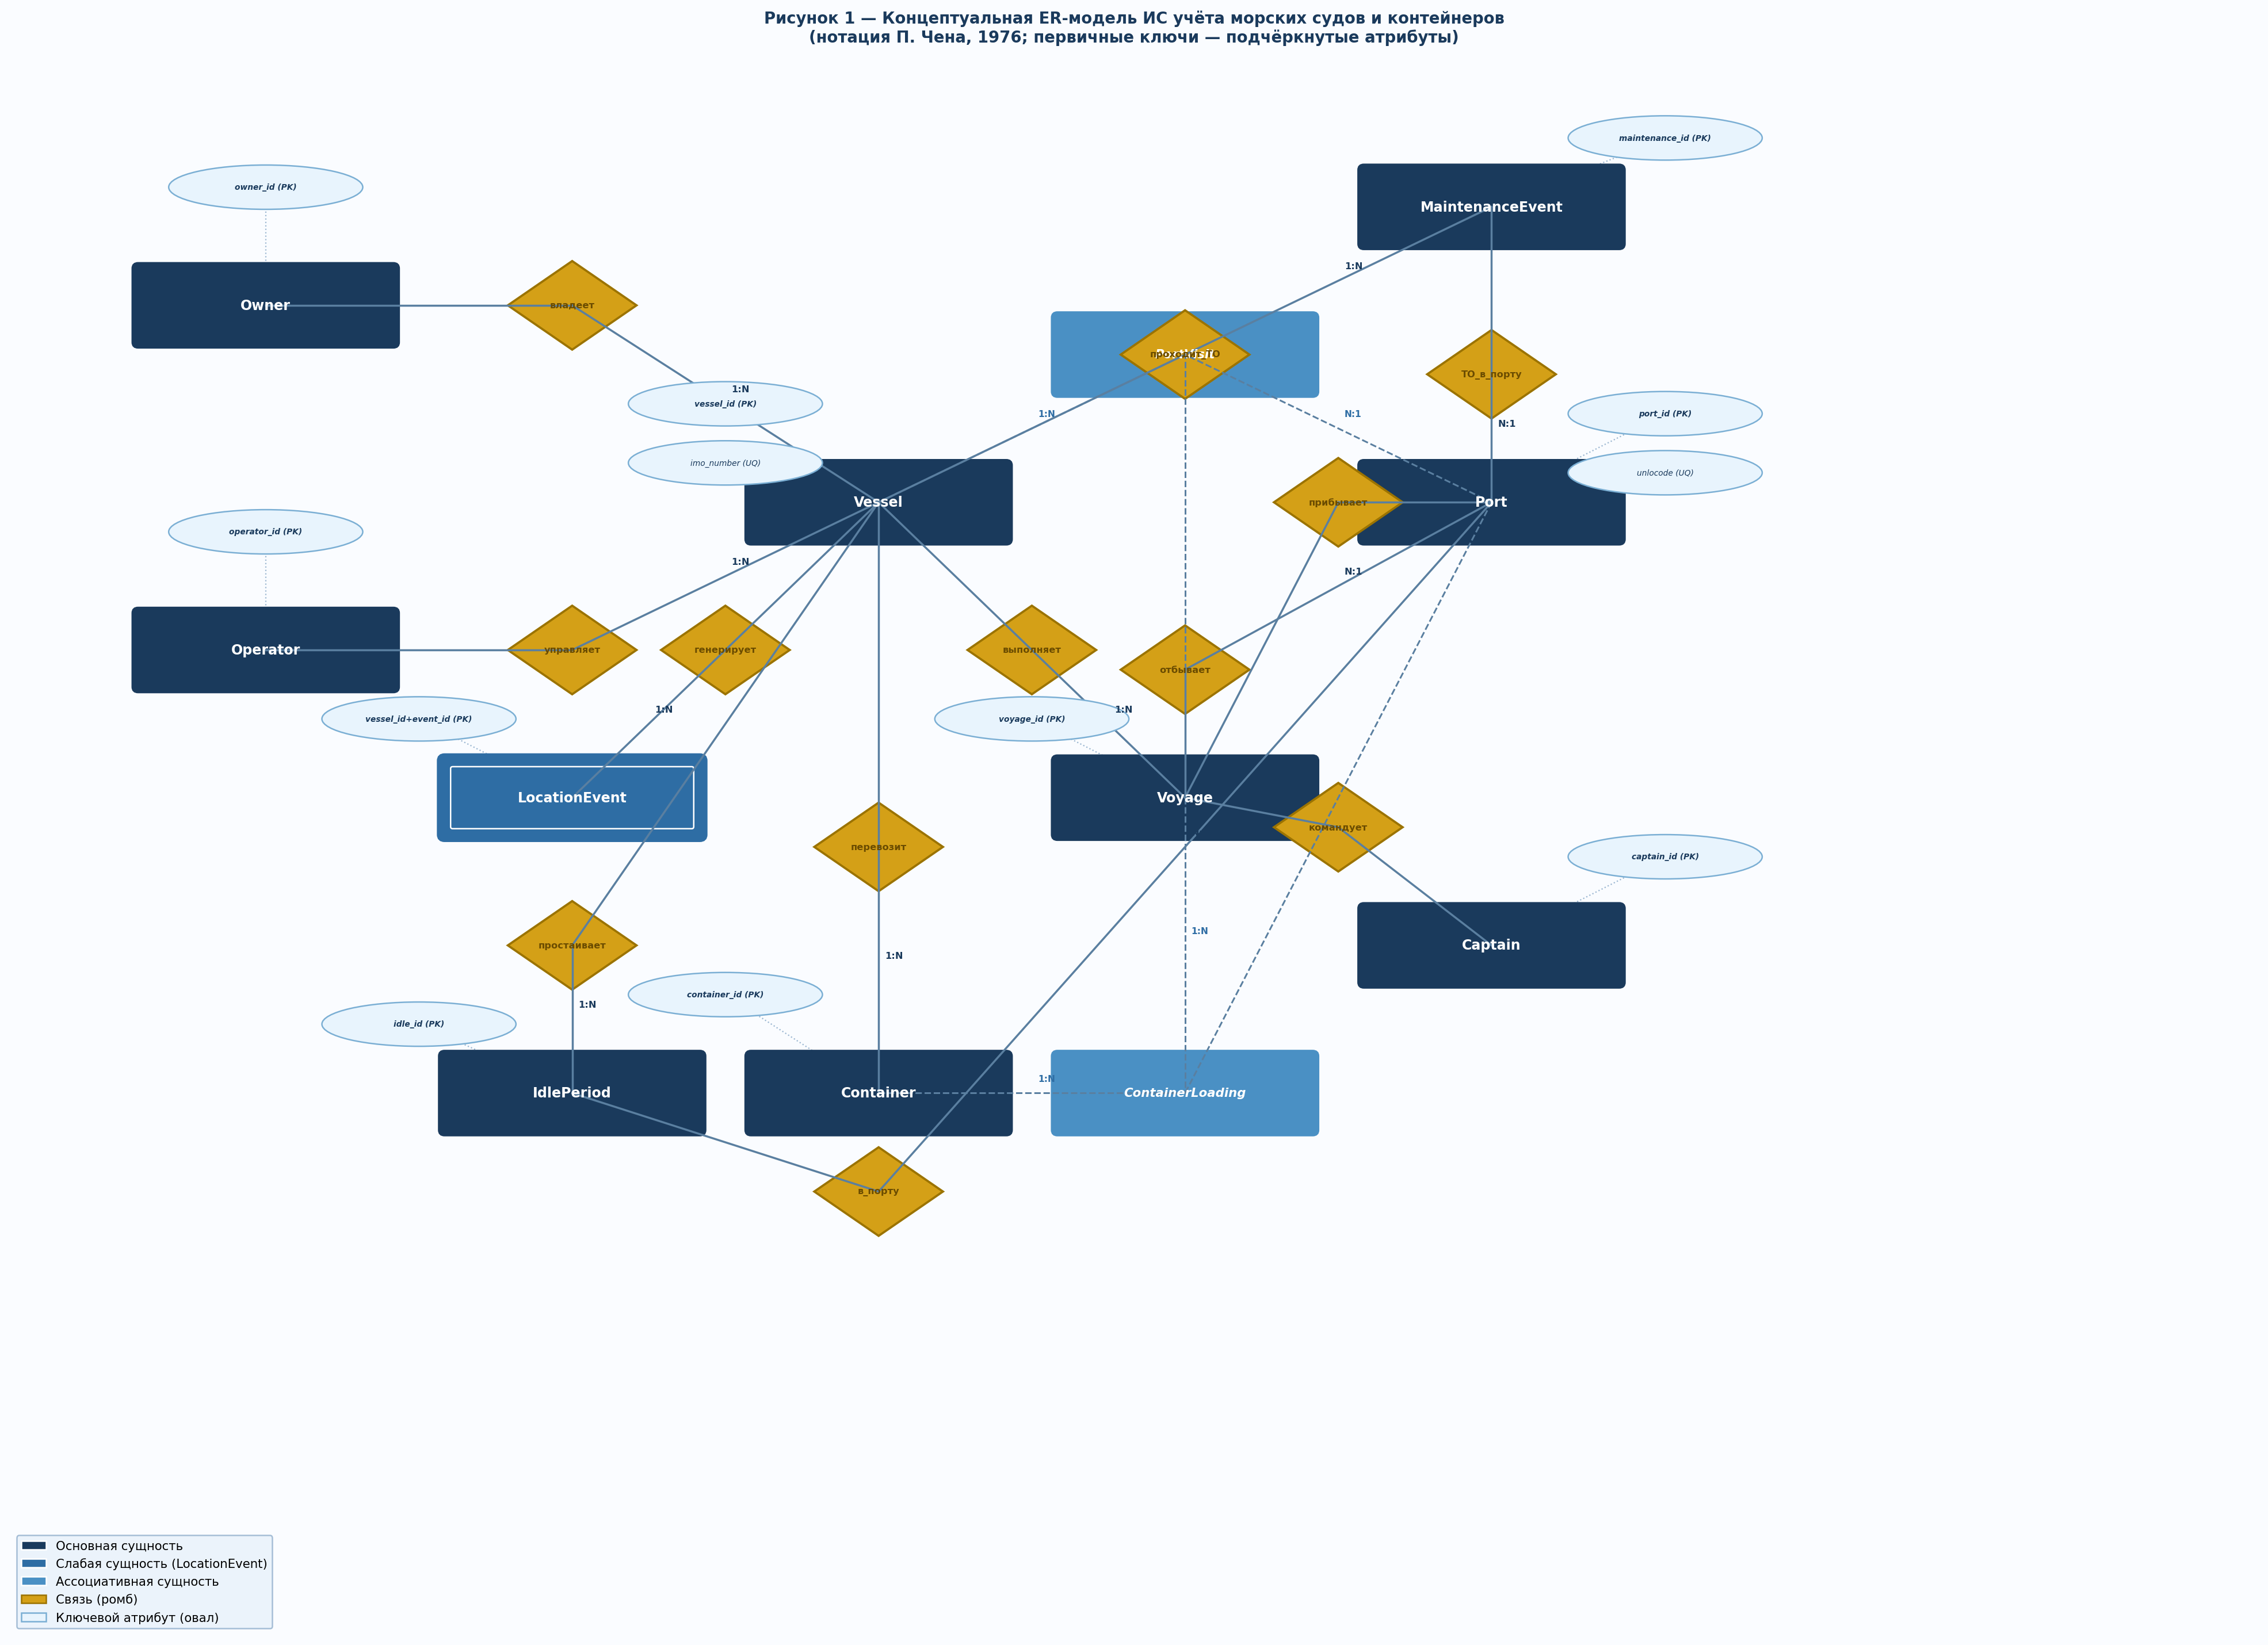 Рисунок 1 — Концептуальная ER-модель ИС учёта морских судов и контейнеров
(нотация П. Чена, 1976; первичные ключи — подчёркнутые атрибуты)
maintenance_id (PK)
owner_id (PK)
MaintenanceEvent
1:N
Owner
владеет
проходит_ТО
ТО_в_порту
1:N
vessel_id (PK)
1:N
N:1
port_id (PK)
N:1
imo_number (UQ)
unlocode (UQ)
Vessel
прибывает
Port
operator_id (PK)
1:N
N:1
Operator
управляет
генерирует
выполняет
отбывает
1:N
1:N
vessel_id+event_id (PK)
voyage_id (PK)
LocationEvent
Voyage
командует
перевозит
captain_id (PK)
1:N
простаивает
1:N
Captain
container_id (PK)
1:N
idle_id (PK)
1:N
IdlePeriod
Container
ContainerLoading
в_порту
Основная сущность
Слабая сущность (LocationEvent)
Ассоциативная сущность
Связь (ромб)
Ключевой атрибут (овал)